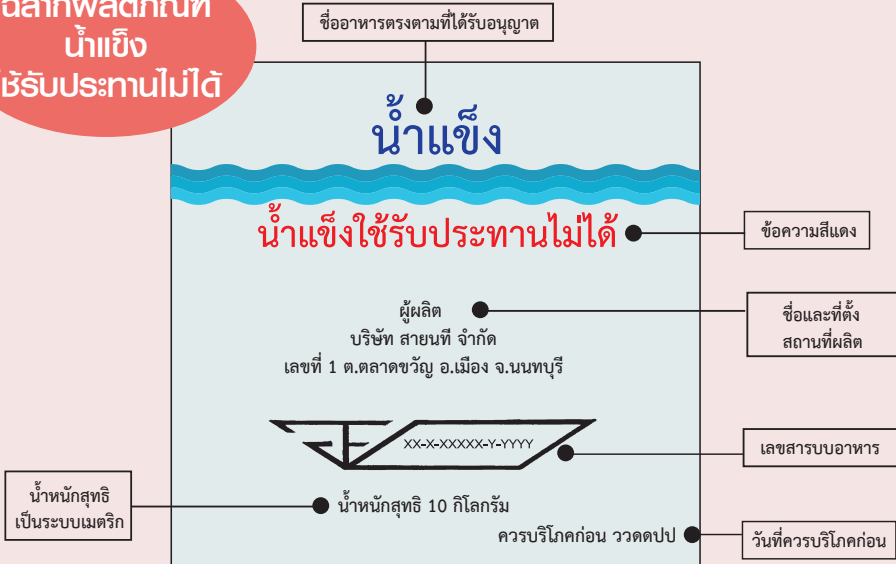 ฉลากผลิตภัณฑ์
น้ำแข็ง
ใช้รับประทานไม่ได้
ชื่ออาหารตรงตามที่ได้รับอนุญาต
น้ำแข็ง
น้ำแข็งใช้รับประทานไม่ได้
ข้อความสีแดง
ผู้ผลิต
บริษัท สายนที จำกัด
เลขที่ 1 ต.ตลาดขวัญ อ.เมือง จ.นนทบุรี
ชื่อและที่ตั้ง
สถานที่ผลิต
XX-X-XXXXX-Y-YYYY
เลขสารบบอาหาร
น้ำหนักสุทธิ
เป็นระบบเมตริก
น้ำหนักสุทธิ 10 กิโลกรัม
ควรบริโภคก่อน ววดดปป
วันที่ควรบริโภคก่อน